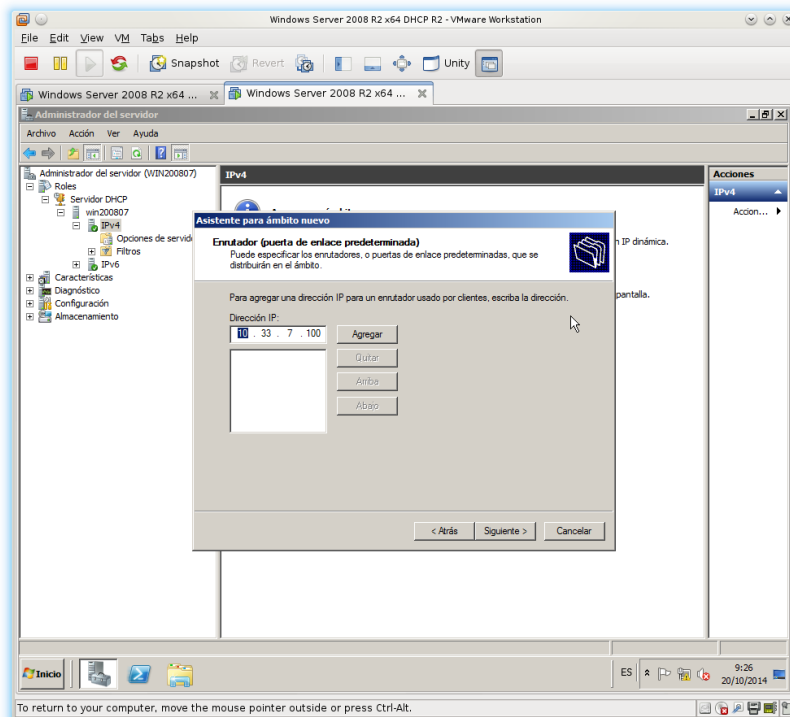 Windows Server 2008 R2 x64 DHCP R2 - VMware Workstation
File Edit View VM Tabs Help
Snapshot Revert Unity
Windows Server 2008 R2 x64 ... Windows Server 2008 R2 x64 ...
Administrador del servidor
Archivo Acción Ver Ayuda
Administrador del servidor (WIN200807)
Roles
Servidor DHCP
win200807
IPv4
Opciones de servide
Filtros
IPv6
Características
Diagnóstico
Configuración
Almacenamiento
IPv4
n IP dinámica.
pantalla.
Acciones
IPv4
Accion...
Asistente para ámbito nuevo
Enrutador (puerta de enlace predeterminada)
Puede especificar los enrutadores, o puertas de enlace predeterminadas, que se
distribuirán en el ámbito.
Para agregar una dirección IP para un enrutador usado por clientes, escriba la dirección.
Dirección IP:
10 . 33 . 7 . 100
Agregar
Quitar
Arriba
Abajo
< Atrás Siguiente > Cancelar
Inicio
ES
9:26
20/10/2014
To return to your computer, move the mouse pointer outside or press Ctrl-Alt.